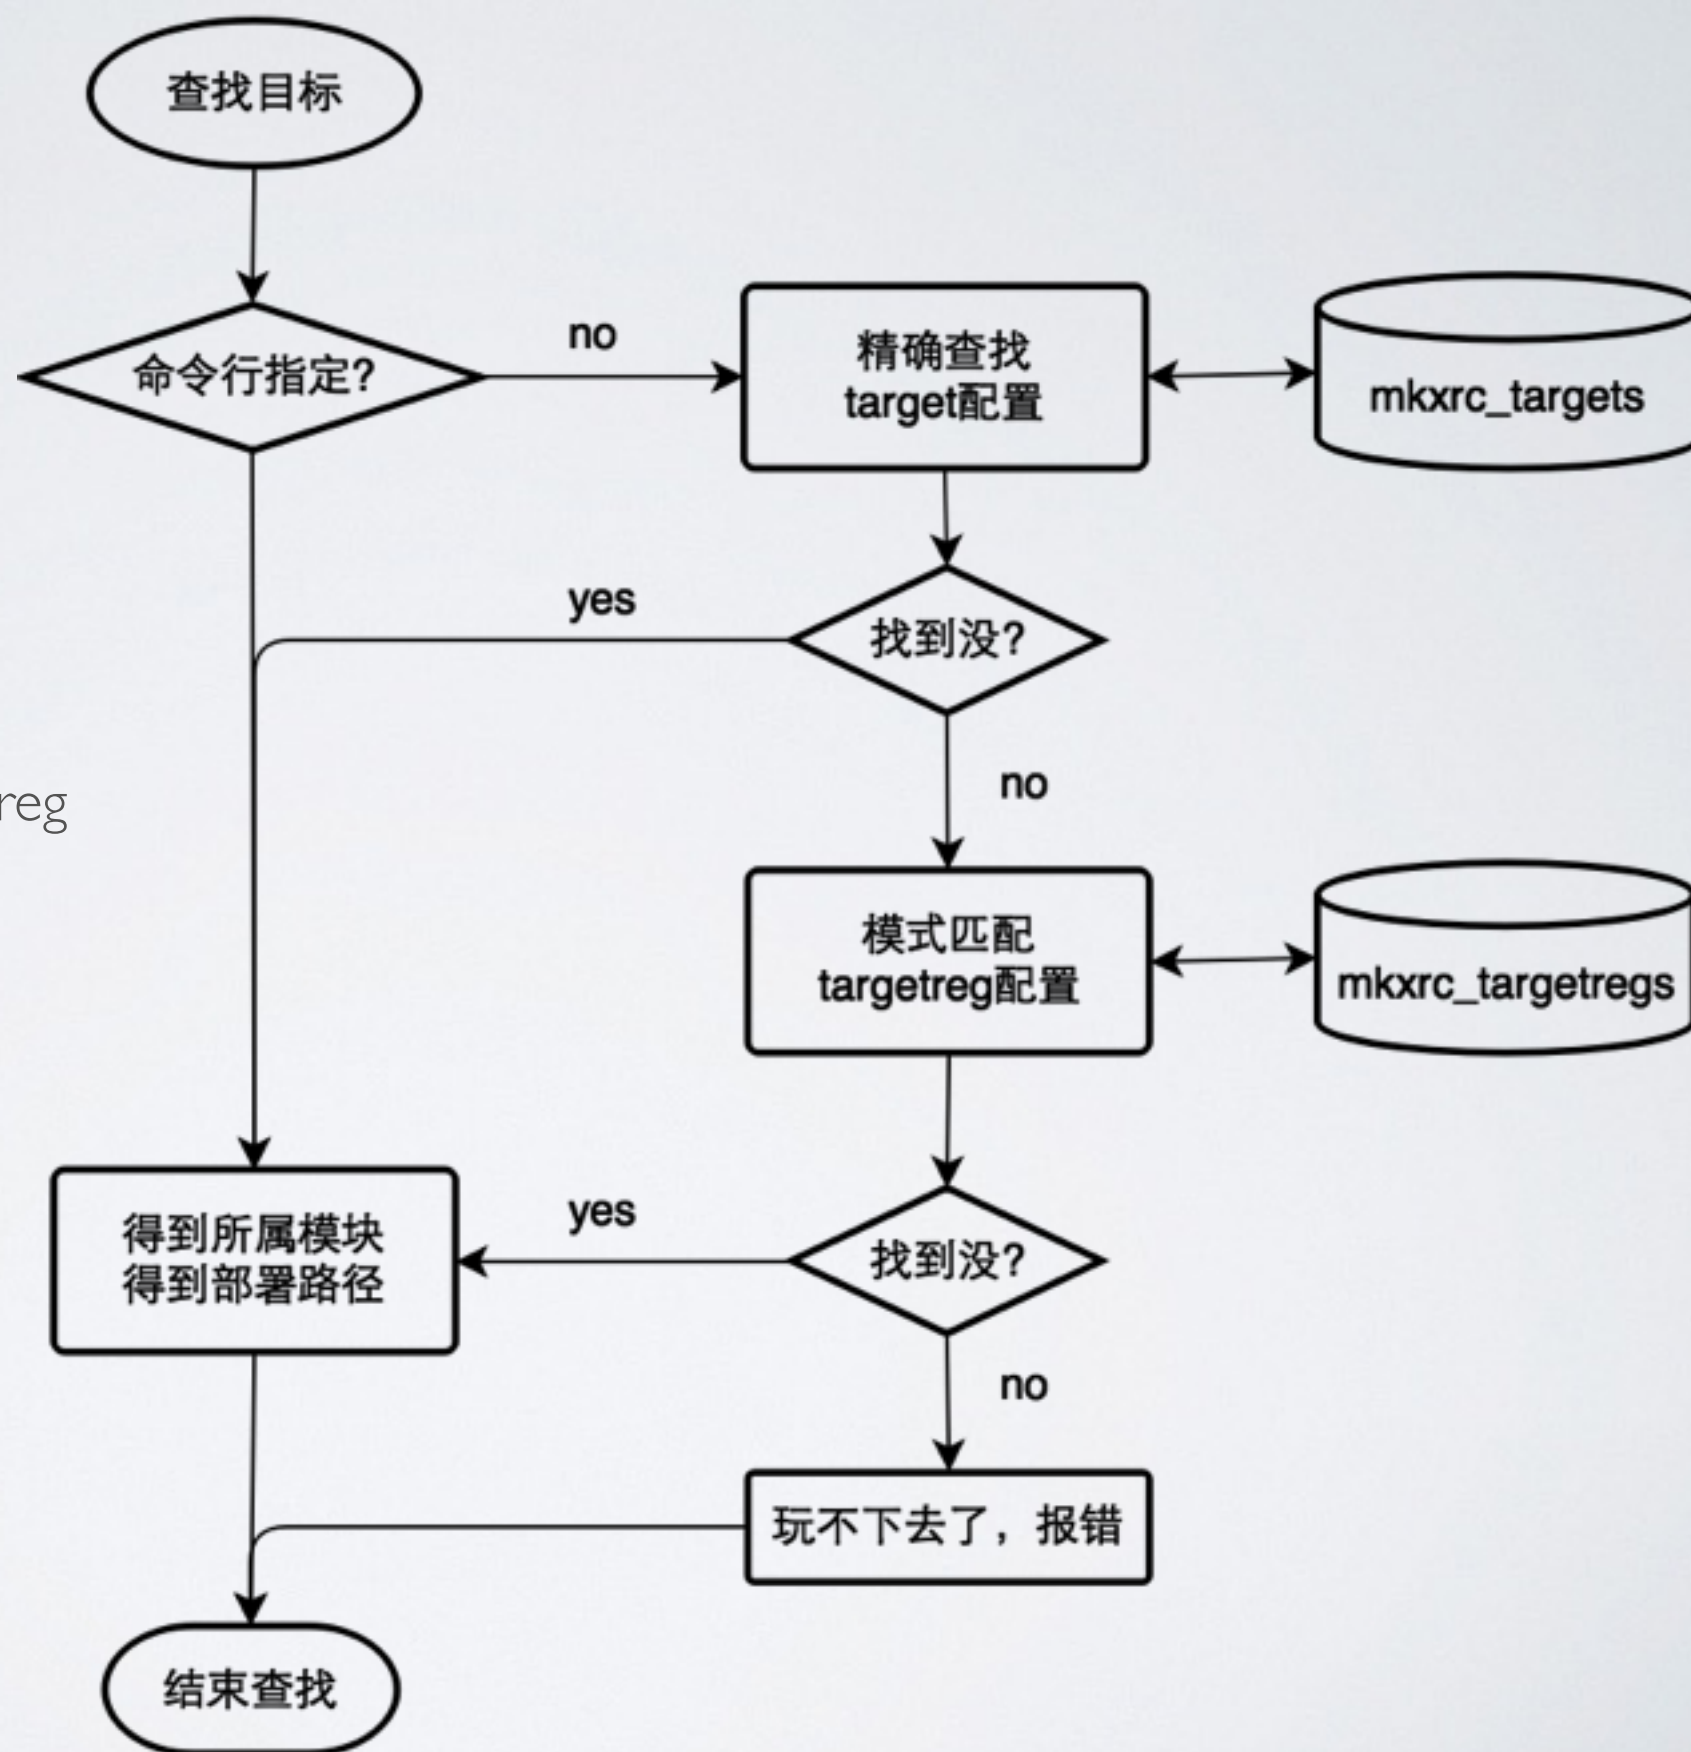 查找目标
命令行指定?
no
精确查找
target配置
mkxrc_targets
yes
找到没?
no
reg
模式匹配
targetreg配置
mkxrc_targetregs
得到所属模块
得到部署路径
yes
找到没?
no
玩不下去了，报错
结束查找